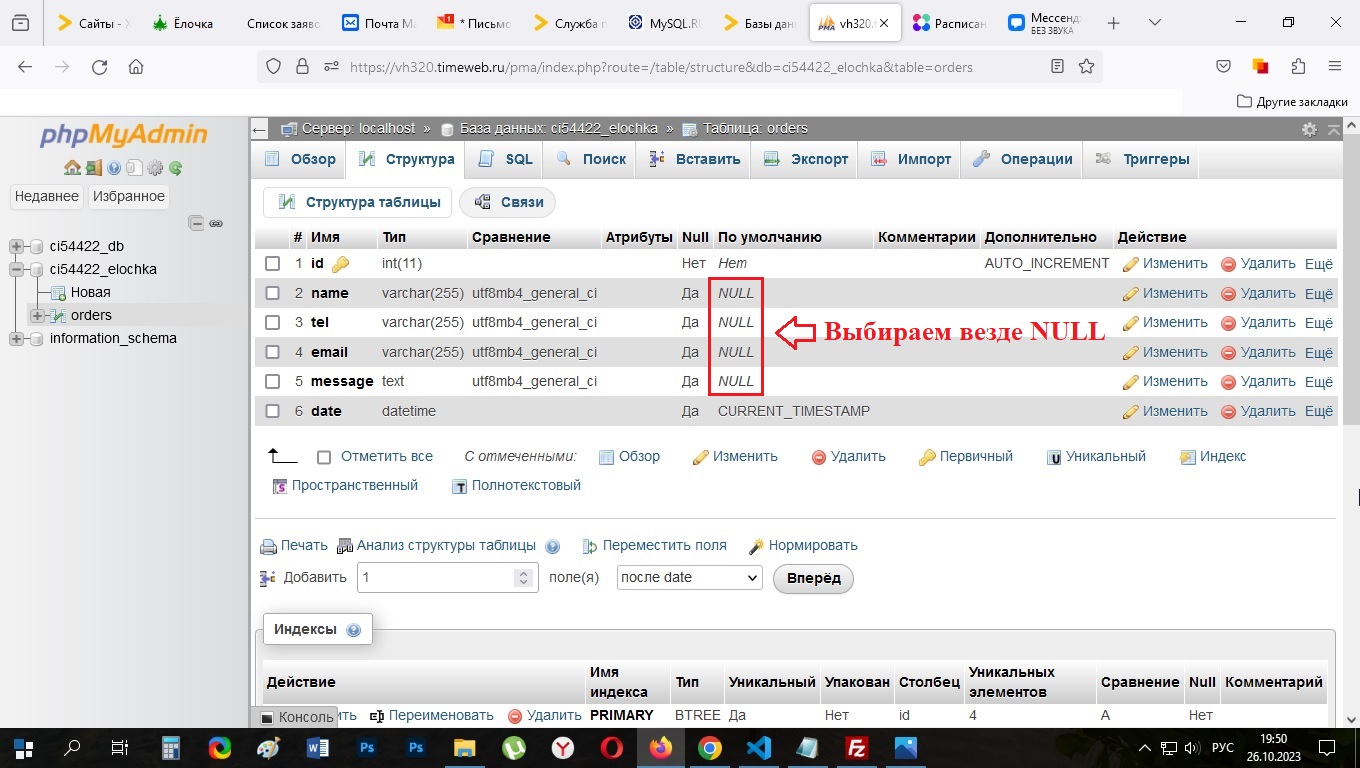 Сайты -
Ёлочка
Список заяво
Почта Ma
* Письмо
Служба п
MySQL.RU
Базы данн
vh320.t
Расписан
Мессендж
БЕЗ ЗВУКА
https://vh320.timeweb.ru/pma/index.php?route=/table/structure&db=ci54422_elochka&table=orders
Другие закладки
phpMyAdmin
Недавнее Избранное
ci54422_db
ci54422_elochka
Новая
orders
information_schema
Сервер: localhost » База данных: ci54422_elochka » Таблица: orders
Обзор Структура SQL Поиск Вставить Экспорт Импорт Операции Триггеры
Структура таблицы Связи
# Имя Тип Сравнение Атрибуты Null По умолчанию Комментарии Дополнительно Действие
1 id int(11) Нет Нет AUTO_INCREMENT Изменить Удалить Ещё
2 name varchar(255) utf8mb4_general_ci Да NULL Изменить Удалить Ещё
3 tel varchar(255) utf8mb4_general_ci Да NULL Изменить Удалить Ещё
Выбираем везде NULL
4 email varchar(255) utf8mb4_general_ci Да NULL Изменить Удалить Ещё
5 message text utf8mb4_general_ci Да NULL Изменить Удалить Ещё
6 date datetime Да CURRENT_TIMESTAMP Изменить Удалить Ещё
Отметить все С отмеченными: Обзор Изменить Удалить Первичный Уникальный Индекс
Пространственный Полнотекстовый
Печать Анализ структуры таблицы Переместить поля Нормировать
Добавить 1 поле(я) после date Вперёд
Индексы
Действие Имя индекса Тип Уникальный Упакован Столбец Уникальных элементов Сравнение Null Комментарий
Консоль ть Переименовать Удалить PRIMARY BTREE Да Нет id 4 A Нет
РУС
19:50
26.10.2023